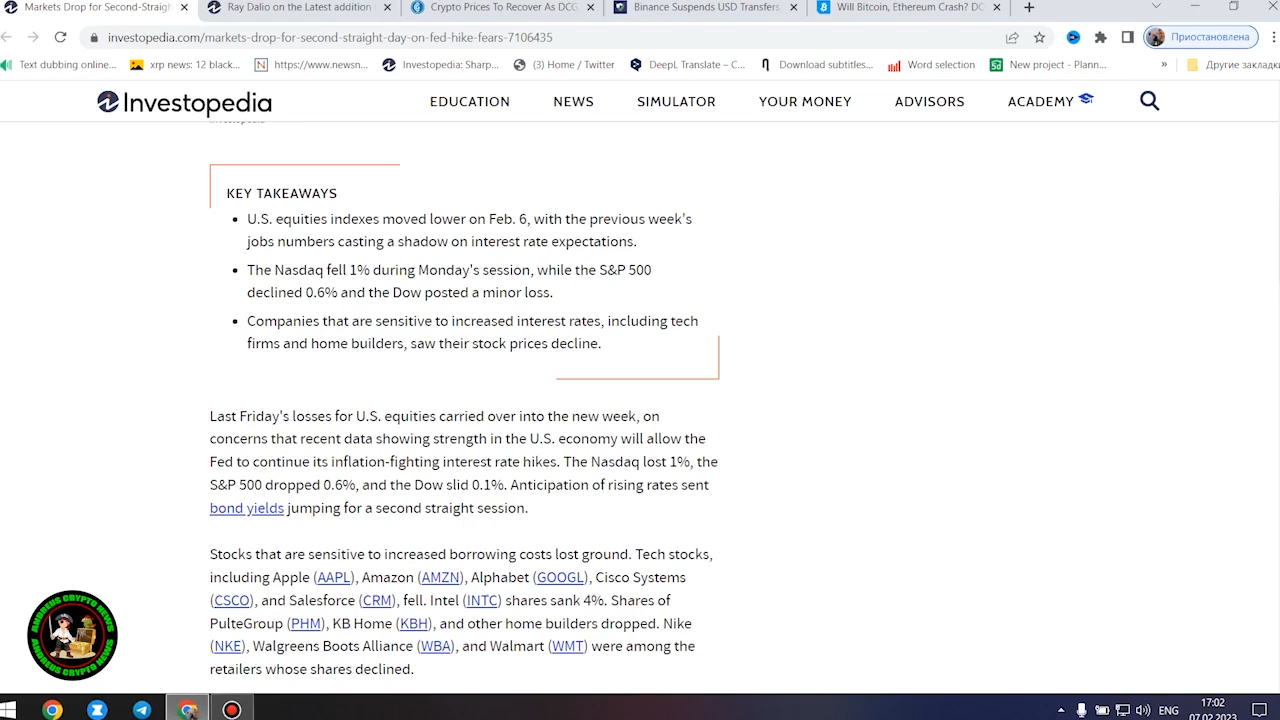 Markets Drop for Second-Straigh
Ray Dalio on the Latest addition
Crypto Prices To Recover As DCG
Binance Suspends USD Transfers
Will Bitcoin, Ethereum Crash? DC
investopedia.com/markets-drop-for-second-straight-day-on-fed-hike-fears-7106435
Приостановлена
Text dubbing online...
xrp news: 12 black...
https://www.newsn...
Investopedia: Sharp...
(3) Home / Twitter
DeepL Translate – C...
Download subtitles...
Word selection
New project - Plann...
»
Другие закладки
Investopedia
EDUCATION
NEWS
SIMULATOR
YOUR MONEY
ADVISORS
ACADEMY
KEY TAKEAWAYS
• U.S. equities indexes moved lower on Feb. 6, with the previous week's
jobs numbers casting a shadow on interest rate expectations.
• The Nasdaq fell 1% during Monday's session, while the S&P 500
declined 0.6% and the Dow posted a minor loss.
• Companies that are sensitive to increased interest rates, including tech
firms and home builders, saw their stock prices decline.
Last Friday's losses for U.S. equities carried over into the new week, on
concerns that recent data showing strength in the U.S. economy will allow the
Fed to continue its inflation-fighting interest rate hikes. The Nasdaq lost 1%, the
S&P 500 dropped 0.6%, and the Dow slid 0.1%. Anticipation of rising rates sent
bond yields jumping for a second straight session.
Stocks that are sensitive to increased borrowing costs lost ground. Tech stocks,
including Apple (AAPL), Amazon (AMZN), Alphabet (GOOGL), Cisco Systems
(CSCO), and Salesforce (CRM), fell. Intel (INTC) shares sank 4%. Shares of
PulteGroup (PHM), KB Home (KBH), and other home builders dropped. Nike
(NKE), Walgreens Boots Alliance (WBA), and Walmart (WMT) were among the
retailers whose shares declined.
ANDREUS CRYPTO NEWS
ANDREUS CRYPTO NEWS
ENG
17:02
07.02.2023